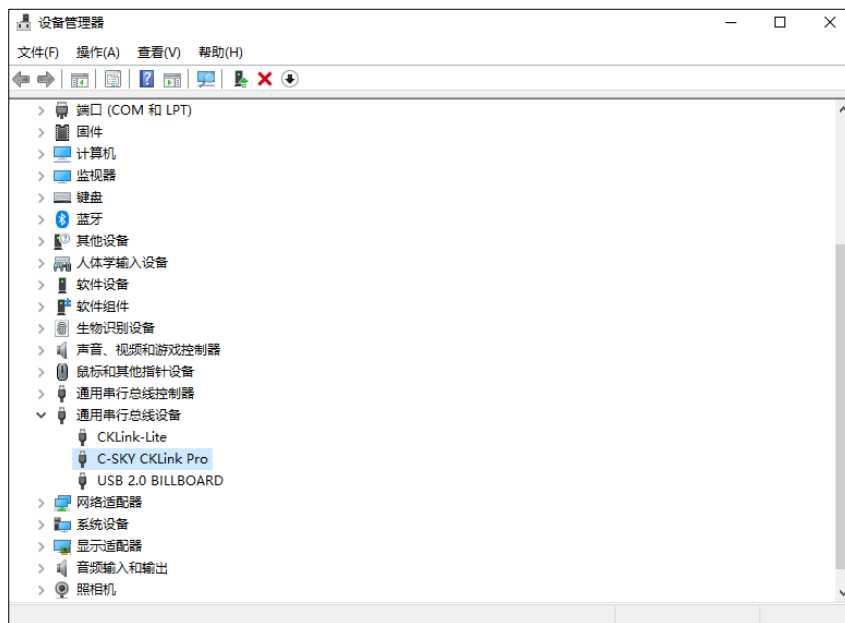 设备管理器
文件(F) 操作(A) 查看(V) 帮助(H)
端口 (COM 和 LPT)
固件
计算机
监视器
键盘
蓝牙
其他设备
人体学输入设备
软件设备
软件组件
生物识别设备
声音、视频和游戏控制器
鼠标和其他指针设备
通用串行总线控制器
通用串行总线设备
CKLink-Lite
C-SKY CKLink Pro
USB 2.0 BILLBOARD
网络适配器
系统设备
显示适配器
音频输入和输出
照相机